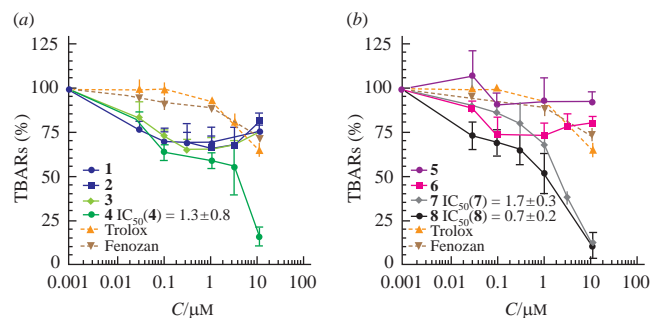 (a)
125
100
75
50
25
0
TBARs (%)
1
2
3
4 IC50(4) = 1.3±0.8
Trolox
Fenozan
0.001 0.01 0.1 1 10 100
C/μM
(b)
125
100
75
50
25
0
TBARs (%)
5
6
7 IC50(7) = 1.7±0.3
8 IC50(8) = 0.7±0.2
Trolox
Fenozan
0.001 0.01 0.1 1 10 100
C/μM